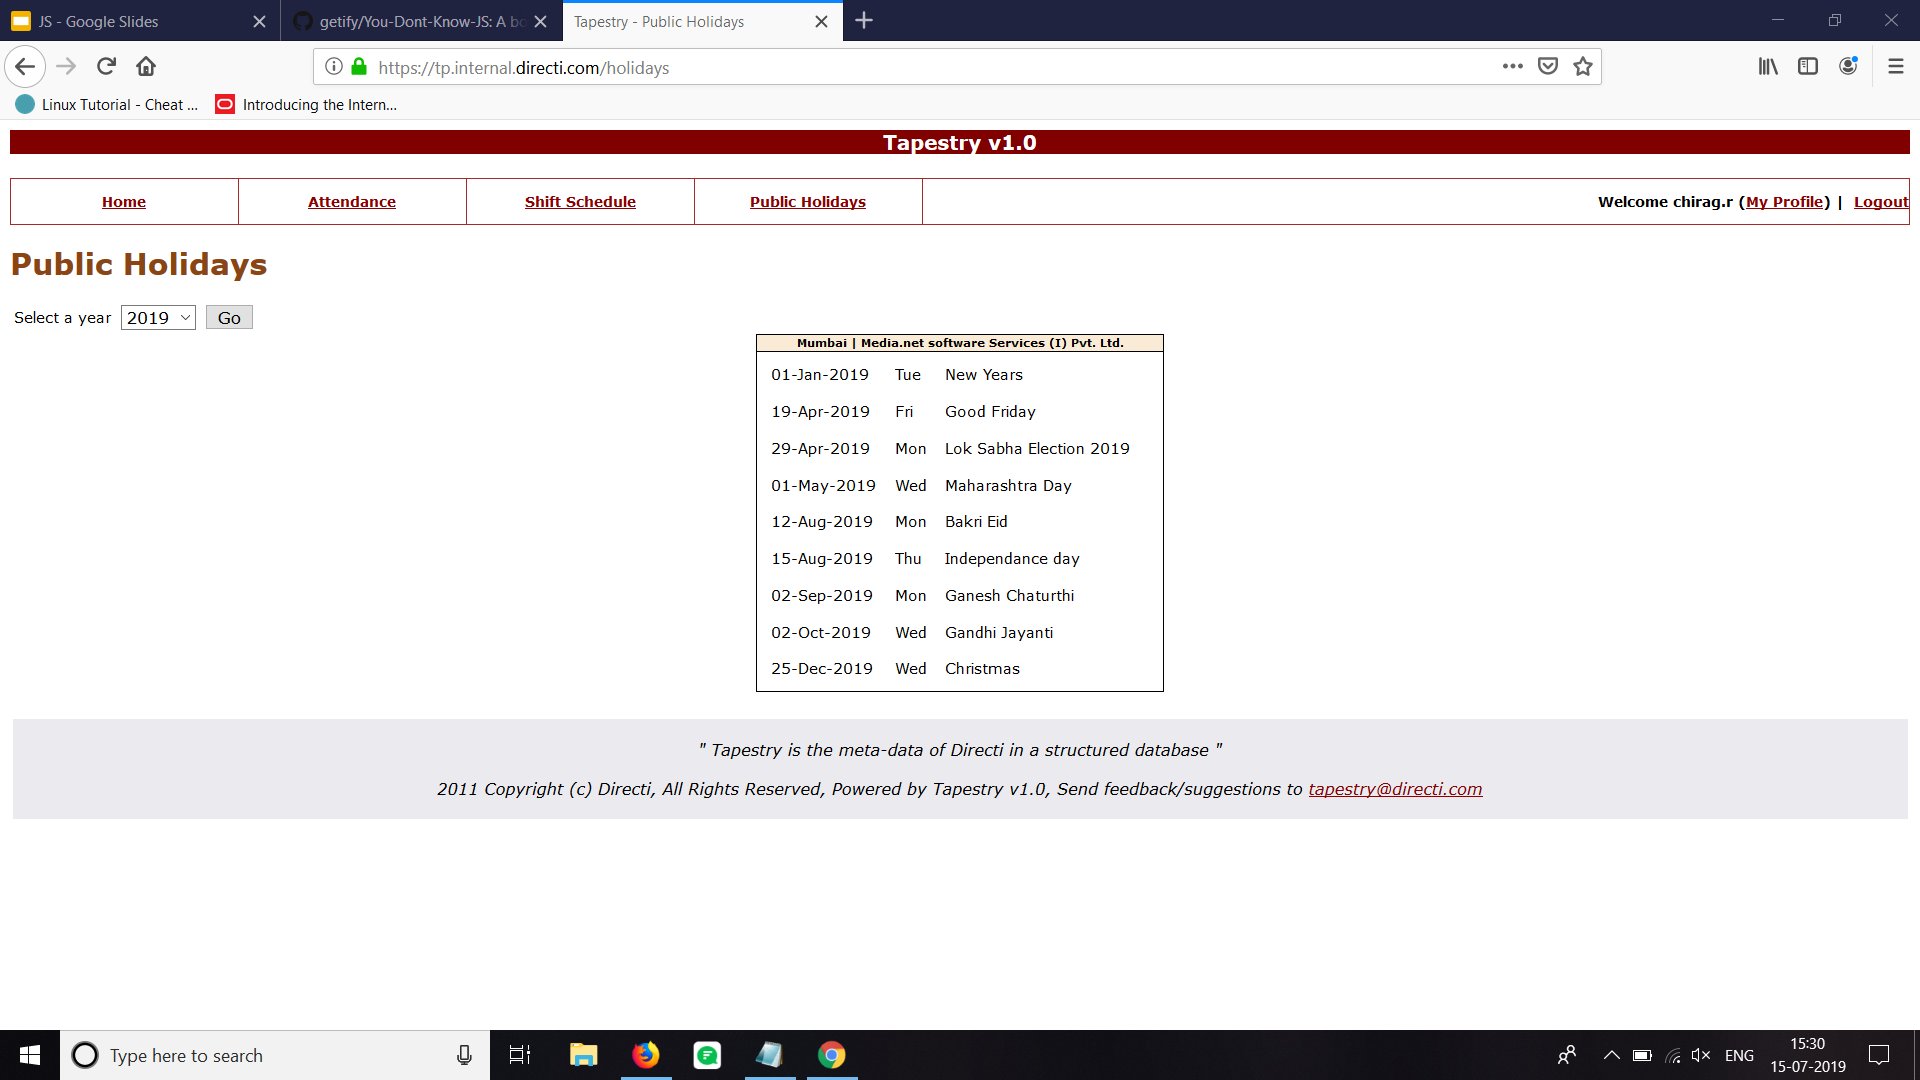 JS - Google Slides
getify/You-Dont-Know-JS: A bo
Tapestry - Public Holidays
https://tp.internal.directi.com/holidays
Linux Tutorial - Cheat ...
Introducing the Intern...
Tapestry v1.0
Home
Attendance
Shift Schedule
Public Holidays
Welcome chirag.r (My Profile) | Logout
Public Holidays
Select a year 2019 Go
Mumbai | Media.net software Services (I) Pvt. Ltd.
01-Jan-2019 Tue New Years
19-Apr-2019 Fri Good Friday
29-Apr-2019 Mon Lok Sabha Election 2019
01-May-2019 Wed Maharashtra Day
12-Aug-2019 Mon Bakri Eid
15-Aug-2019 Thu Independance day
02-Sep-2019 Mon Ganesh Chaturthi
02-Oct-2019 Wed Gandhi Jayanti
25-Dec-2019 Wed Christmas
" Tapestry is the meta-data of Directi in a structured database "
2011 Copyright (c) Directi, All Rights Reserved, Powered by Tapestry v1.0, Send feedback/suggestions to tapestry@directi.com
Type here to search
ENG
15:30
15-07-2019